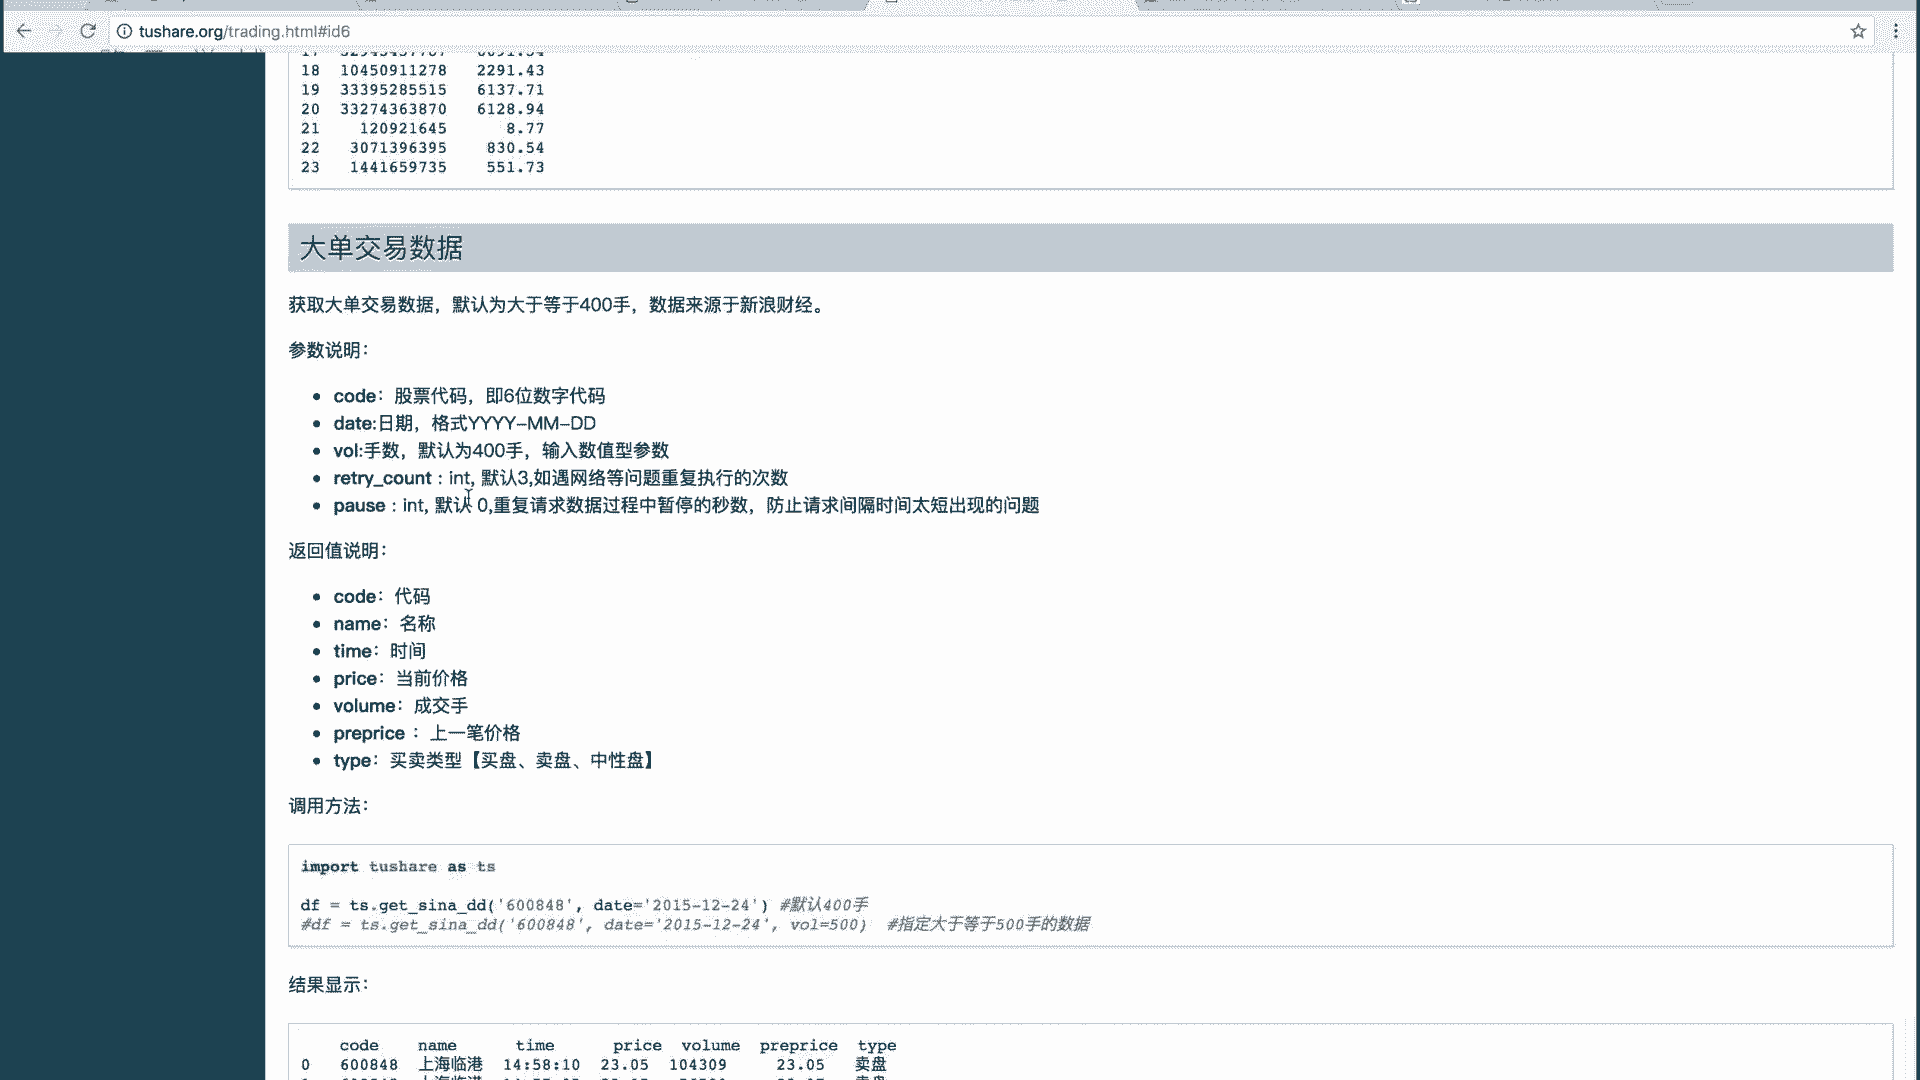 tushare.org/trading.html#id6
18 10450911278 2291.43
19 33395285515 6137.71
20 33274363870 6128.94
21 120921645 8.77
22 3071396395 830.54
23 1441659735 551.73
大单交易数据
获取大单交易数据，默认为大于等于400手，数据来源于新浪财经。
参数说明：
code：股票代码，即6位数字代码
date:日期，格式YYYY-MM-DD
vol:手数，默认为400手，输入数值型参数
retry_count : int, 默认3,如遇网络等问题重复执行的次数
pause : int, 默认 0,重复请求数据过程中暂停的秒数，防止请求间隔时间太短出现的问题
返回值说明：
code：代码
name：名称
time：时间
price：当前价格
volume：成交手
preprice ：上一笔价格
type：买卖类型【买盘、卖盘、中性盘】
调用方法：
import tushare as ts
df = ts.get_sina_dd('600848', date='2015-12-24') #默认400手
#df = ts.get_sina_dd('600848', date='2015-12-24', vol=500) #指定大于等于500手的数据
结果显示：
code name time price volume preprice type
0 600848 上海临港 14:58:10 23.05 104309 23.05 卖盘